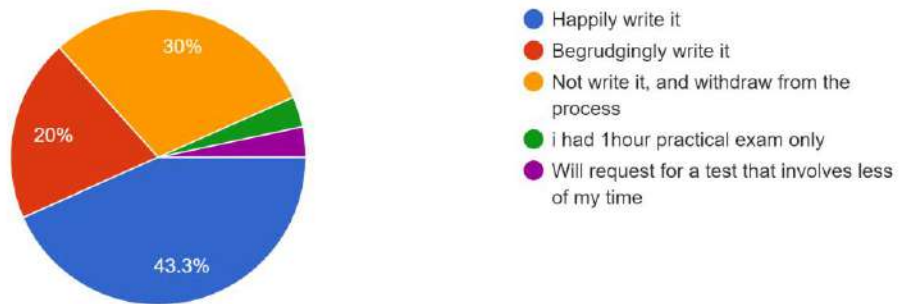 30%
20%
43.3%
Happily write it
Begrudgingly write it
Not write it, and withdraw from the
process
i had 1hour practical exam only
Will request for a test that involves less
of my time